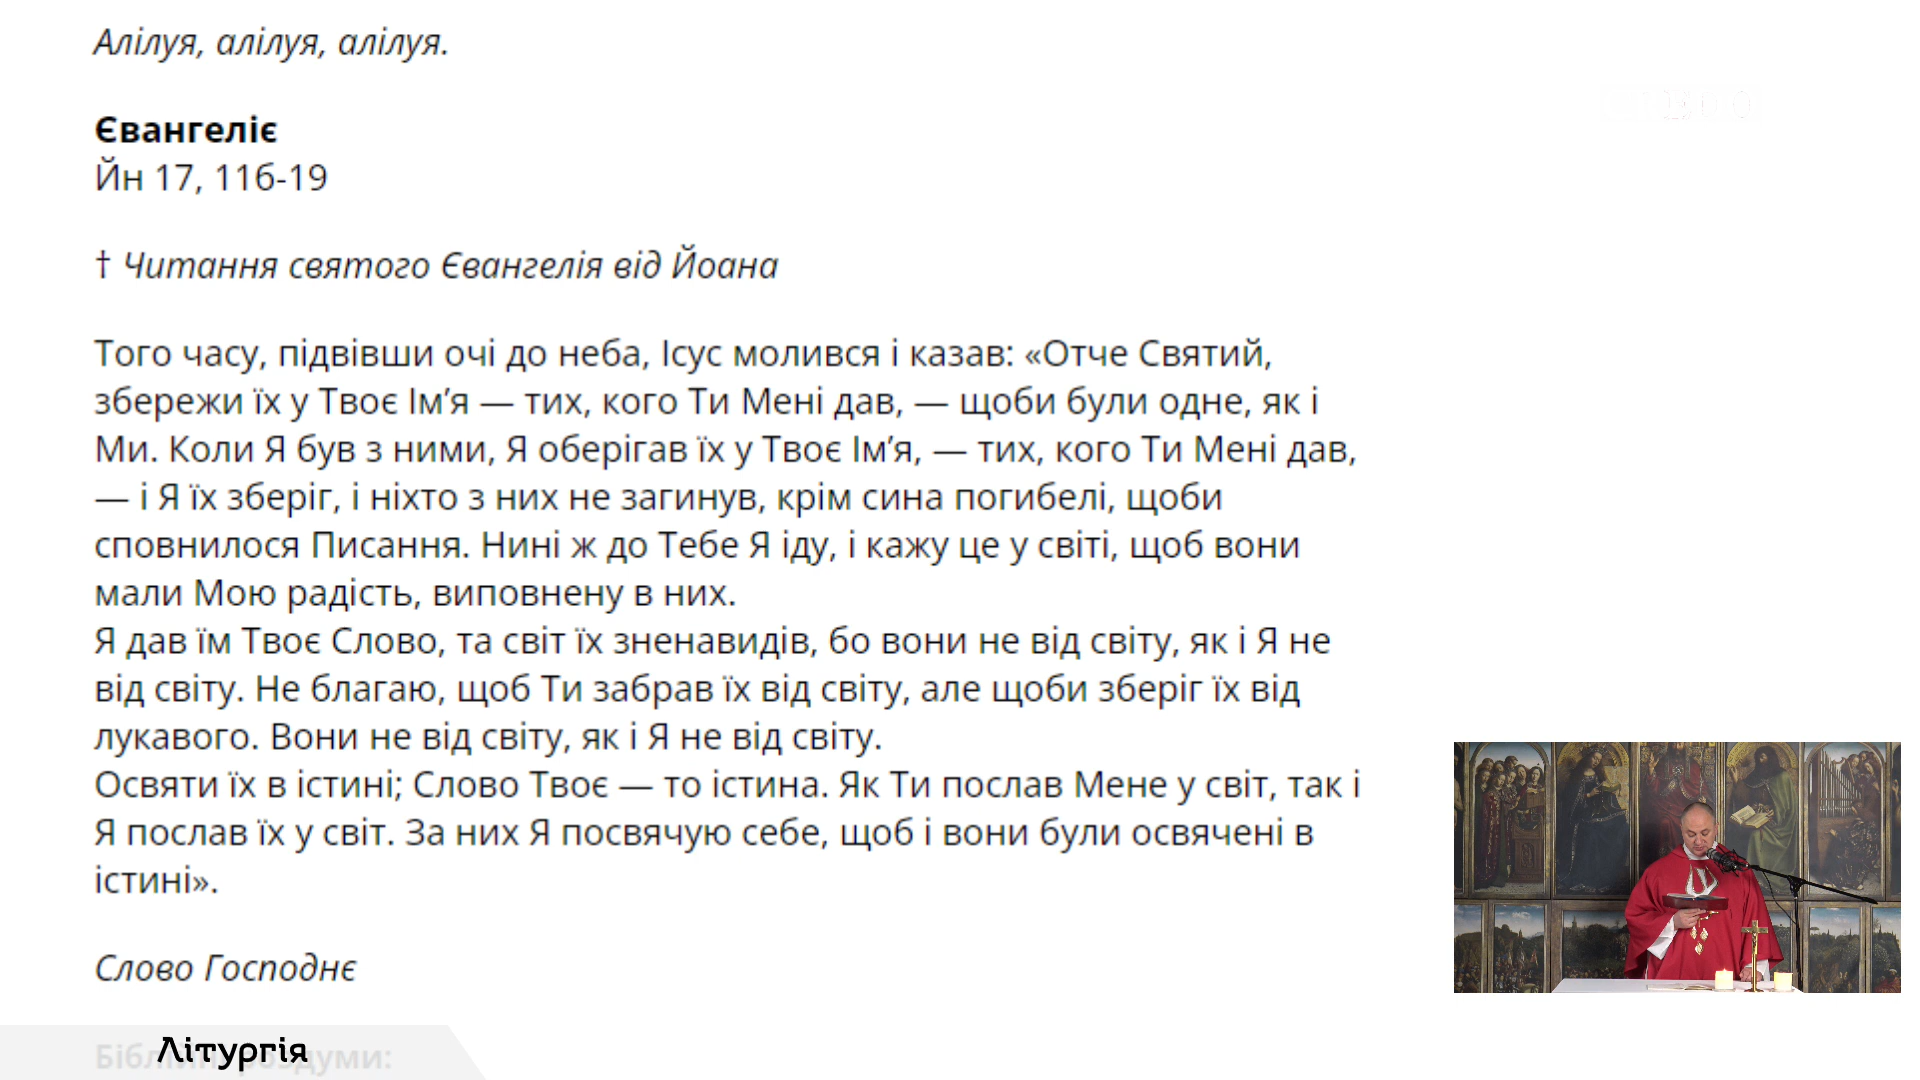 Алілуя, алілуя, алілуя.
Євангеліє
Йн 17, 11б-19
† Читання святого Євангелія від Йоана
Того часу, підвівши очі до неба, Ісус молився і казав: «Отче Святий,
збережи їх у Твоє Ім’я — тих, кого Ти Мені дав, — щоби були одне, як і
Ми. Коли Я був з ними, Я оберігав їх у Твоє Ім’я, — тих, кого Ти Мені дав,
— і Я їх зберіг, і ніхто з них не загинув, крім сина погибелі, щоби
сповнилося Писання. Нині ж до Тебе Я іду, і кажу це у світі, щоб вони
мали Мою радість, виповнену в них.
Я дав їм Твоє Слово, та світ їх зненавидів, бо вони не від світу, як і Я не
від світу. Не благаю, щоб Ти забрав їх від світу, але щоби зберіг їх від
лукавого. Вони не від світу, як і Я не від світу.
Освяти їх в істині; Слово Твоє — то істина. Як Ти послав Мене у світ, так і
Я послав їх у світ. За них Я посвячую себе, щоб і вони були освячені в
істині».
Слово Господнє
Літургія